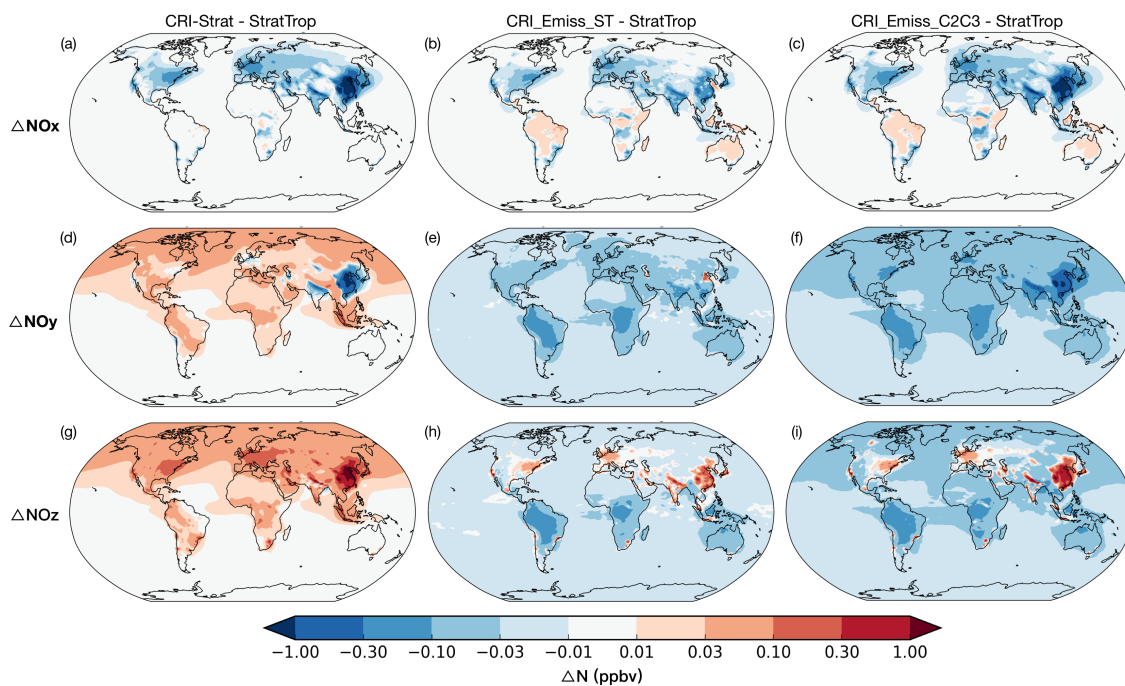 CRI-Strat - StratTrop CRI_Emiss_ST - StratTrop CRI_Emiss_C2C3 - StratTrop
(a) (b) (c)
△NOx
(d) (e) (f)
△NOy
(g) (h) (i)
△NOz
−1.00 −0.30 −0.10 −0.03 −0.01 0.01 0.03 0.10 0.30 1.00
△N (ppbv)